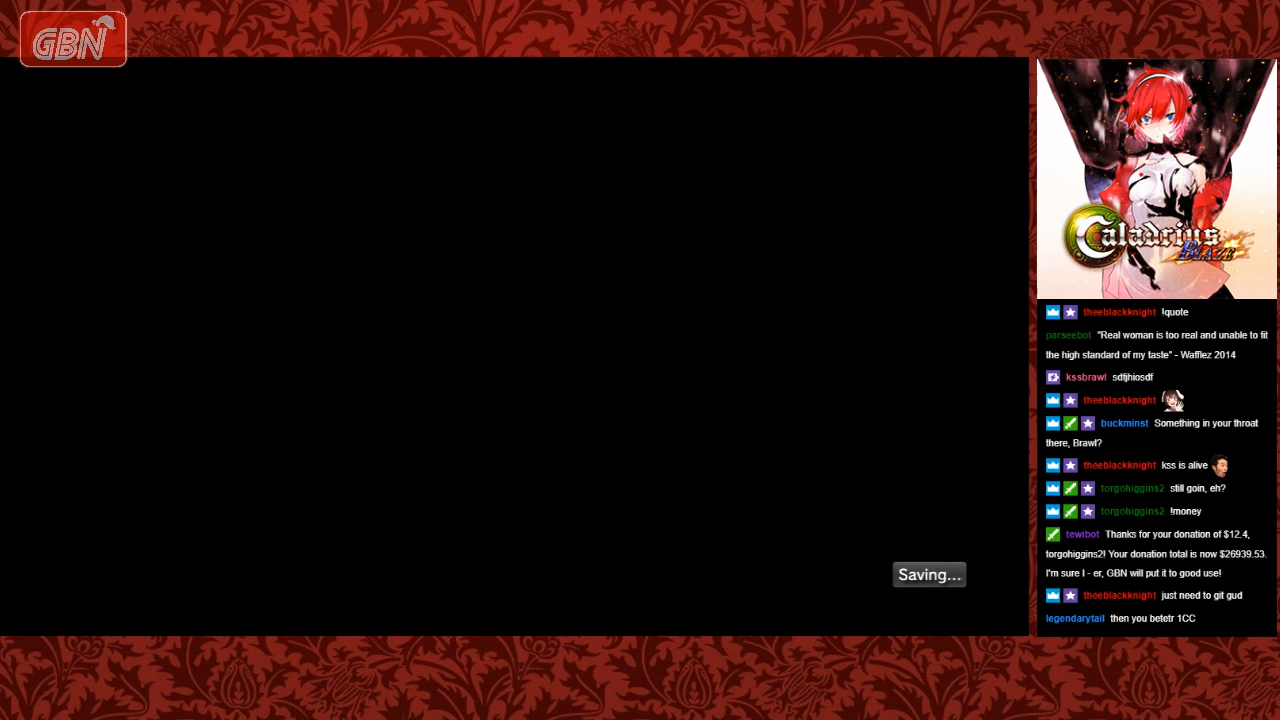 GBN
Caladrius
BLAZE
theeblackknight !quote
parseebot "Real woman is too real and unable to fit
the high standard of my taste" - Wafflez 2014
kssbrawl sdfjhiosdf
theeblackknight
buckminst Something in your throat
there, Brawl?
theeblackknight kss is alive
torgohiggins2 still goin, eh?
torgohiggins2 !money
tewibot Thanks for your donation of $12.4,
torgohiggins2! Your donation total is now $26939.53.
I'm sure I - er, GBN will put it to good use!
theeblackknight just need to git gud
legendarytail then you betetr 1CC
Saving...